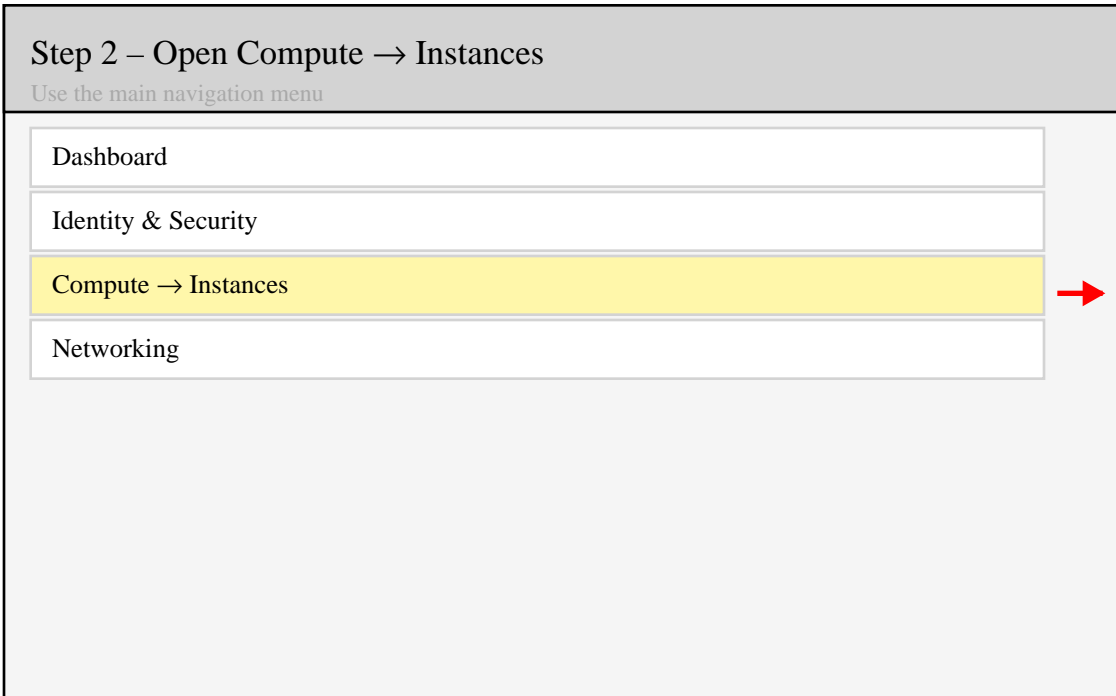 Step 2 – Open Compute → Instances
Use the main navigation menu
Dashboard
Identity & Security
Compute → Instances
Networking